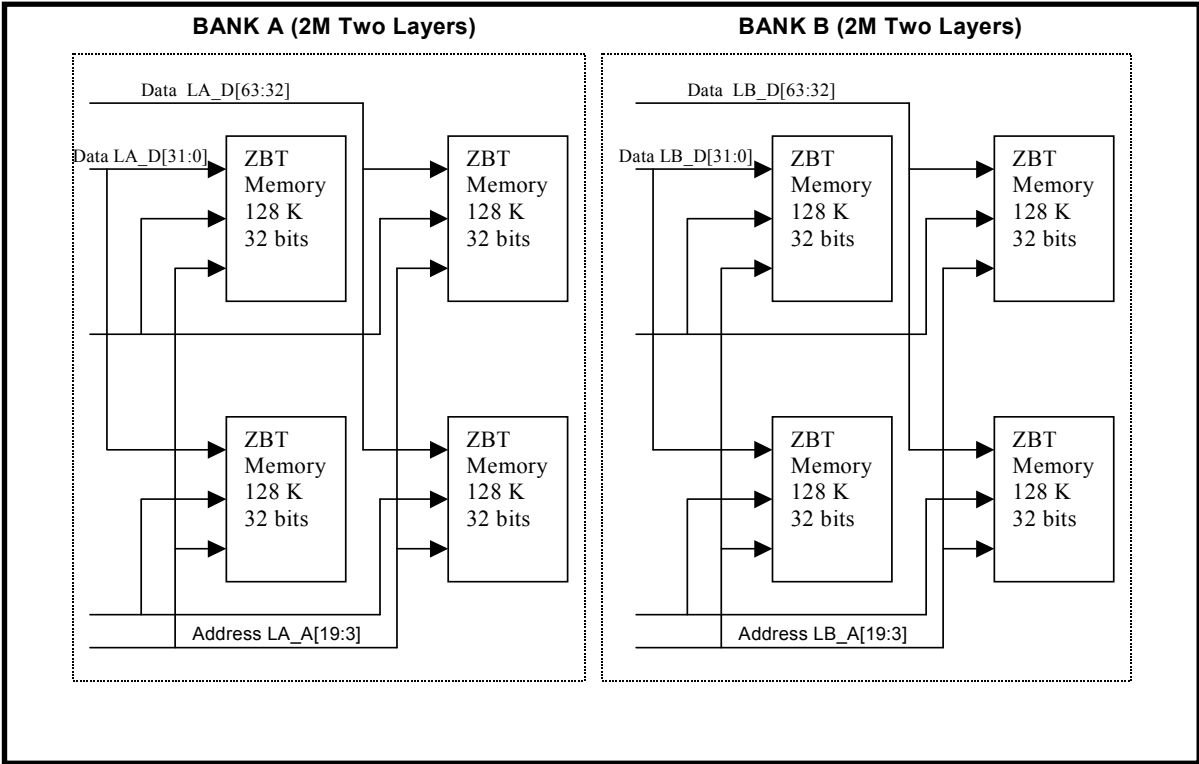 BANK A (2M Two Layers)
Data LA_D[63:32]
Data LA_D[31:0]
ZBT
Memory
128 K
32 bits
ZBT
Memory
128 K
32 bits
ZBT
Memory
128 K
32 bits
ZBT
Memory
128 K
32 bits
Address LA_A[19:3]
BANK B (2M Two Layers)
Data LB_D[63:32]
Data LB_D[31:0]
ZBT
Memory
128 K
32 bits
ZBT
Memory
128 K
32 bits
ZBT
Memory
128 K
32 bits
ZBT
Memory
128 K
32 bits
Address LB_A[19:3]